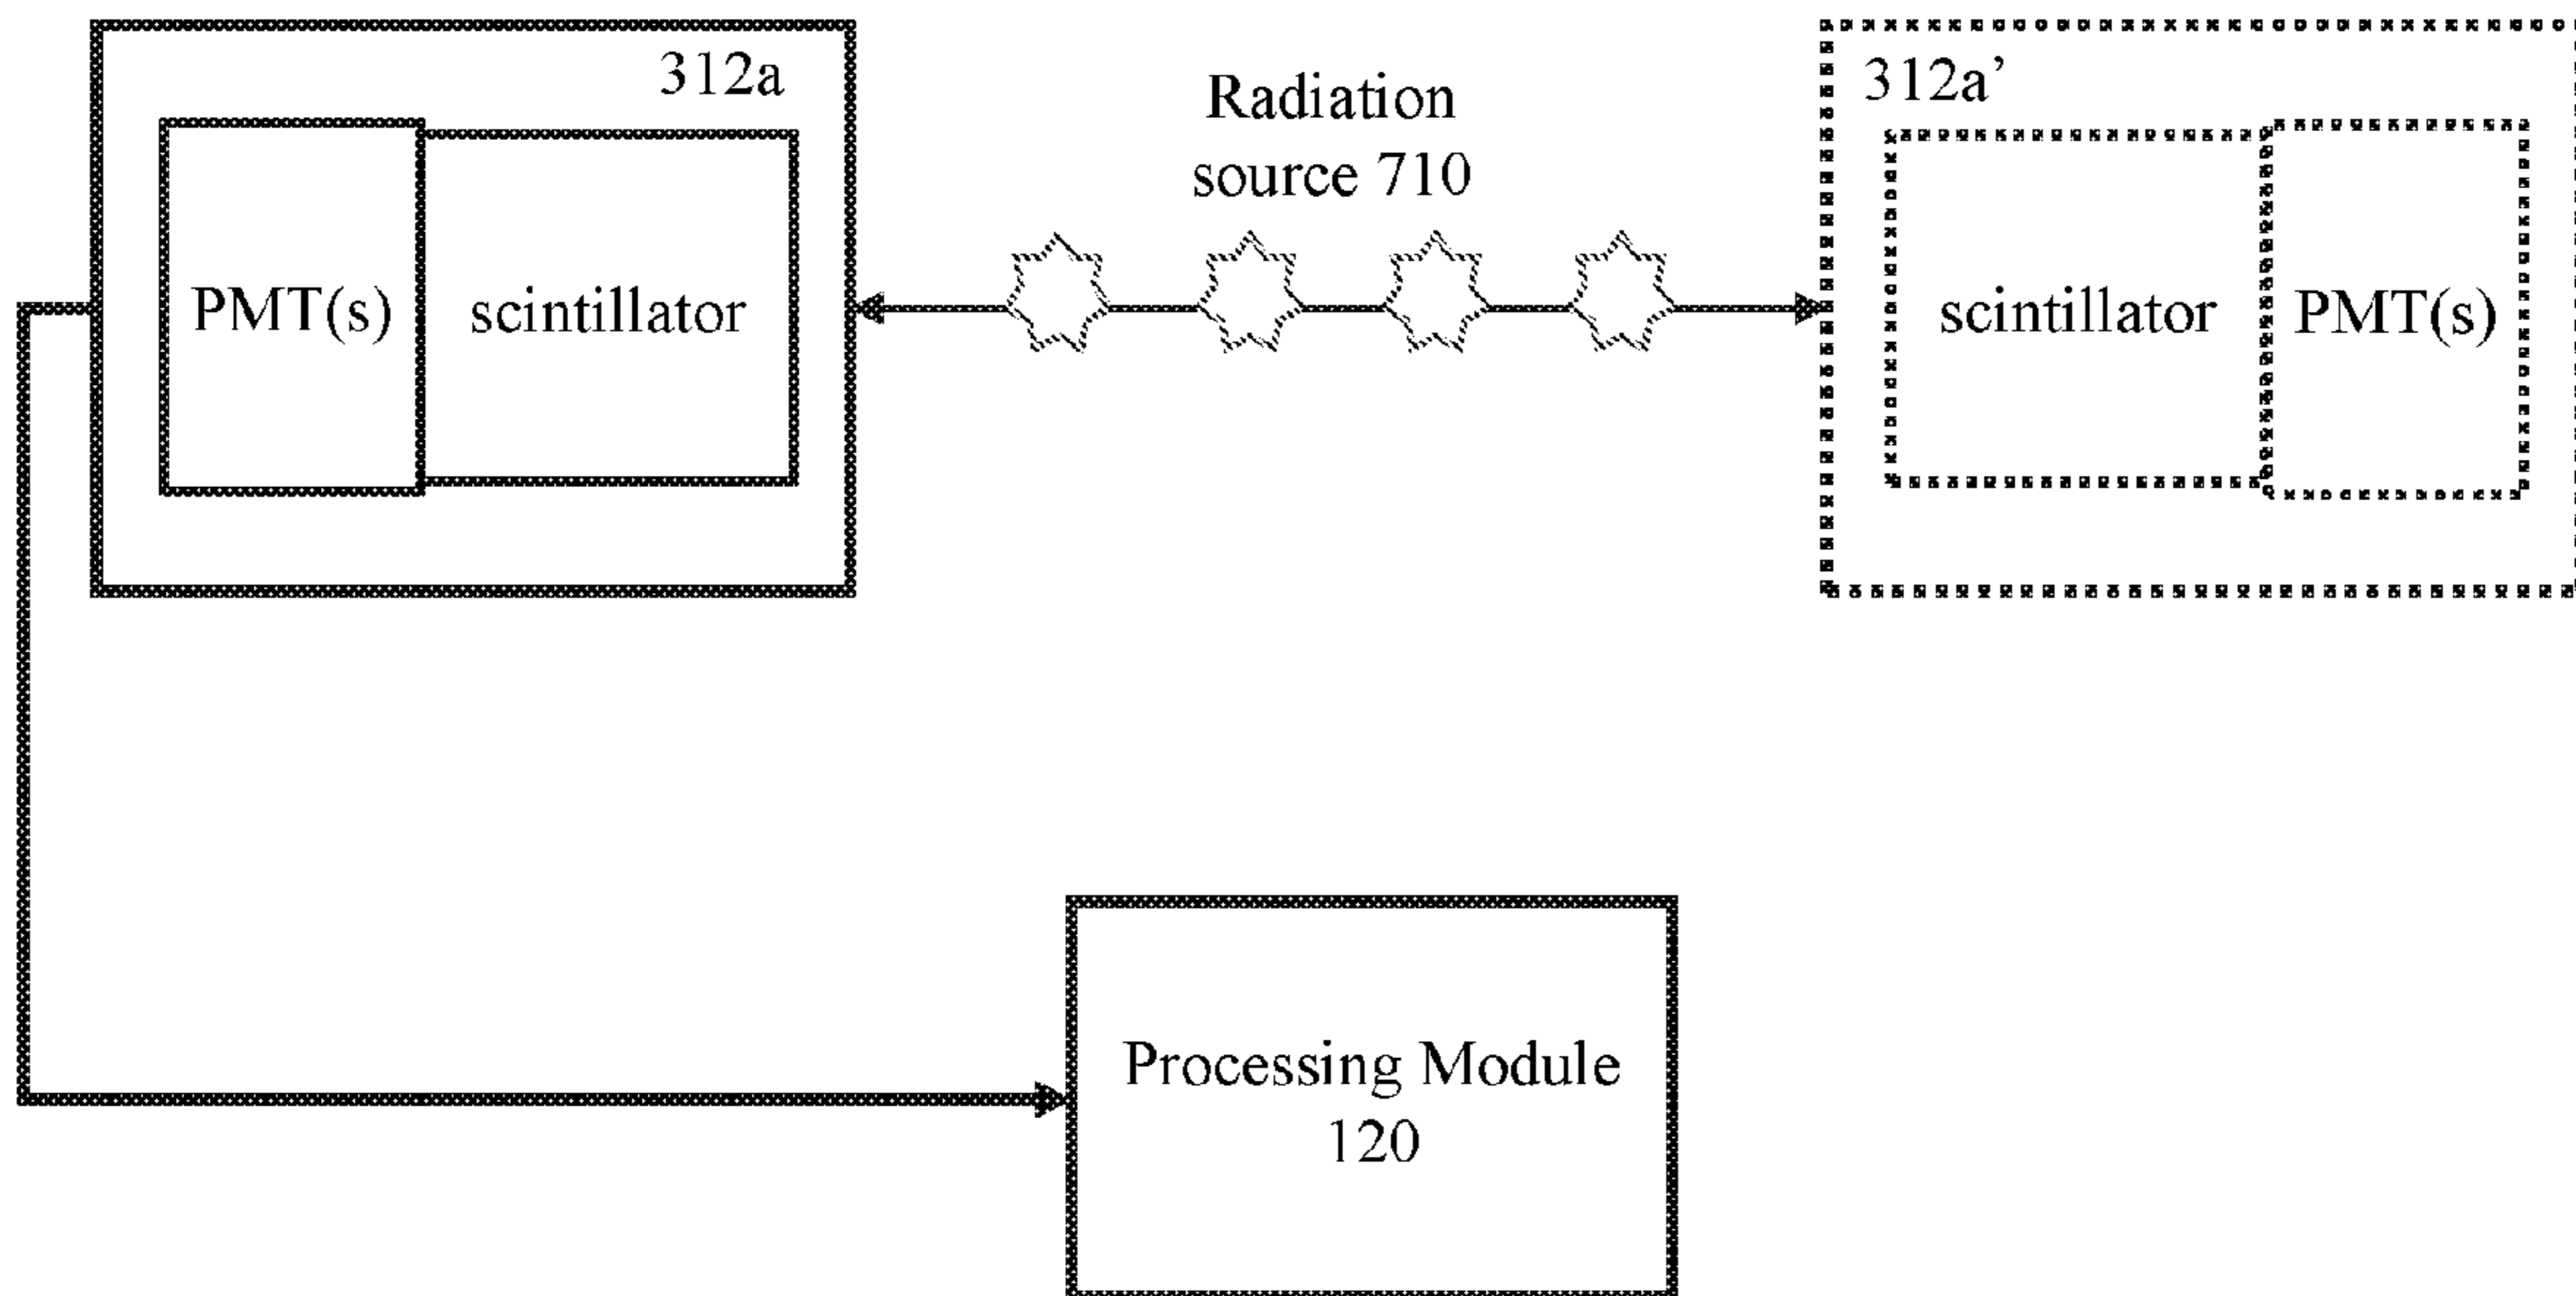 312a
PMT(s)
scintillator
Radiation
source 710
312a’
scintillator
PMT(s)
Processing Module
120